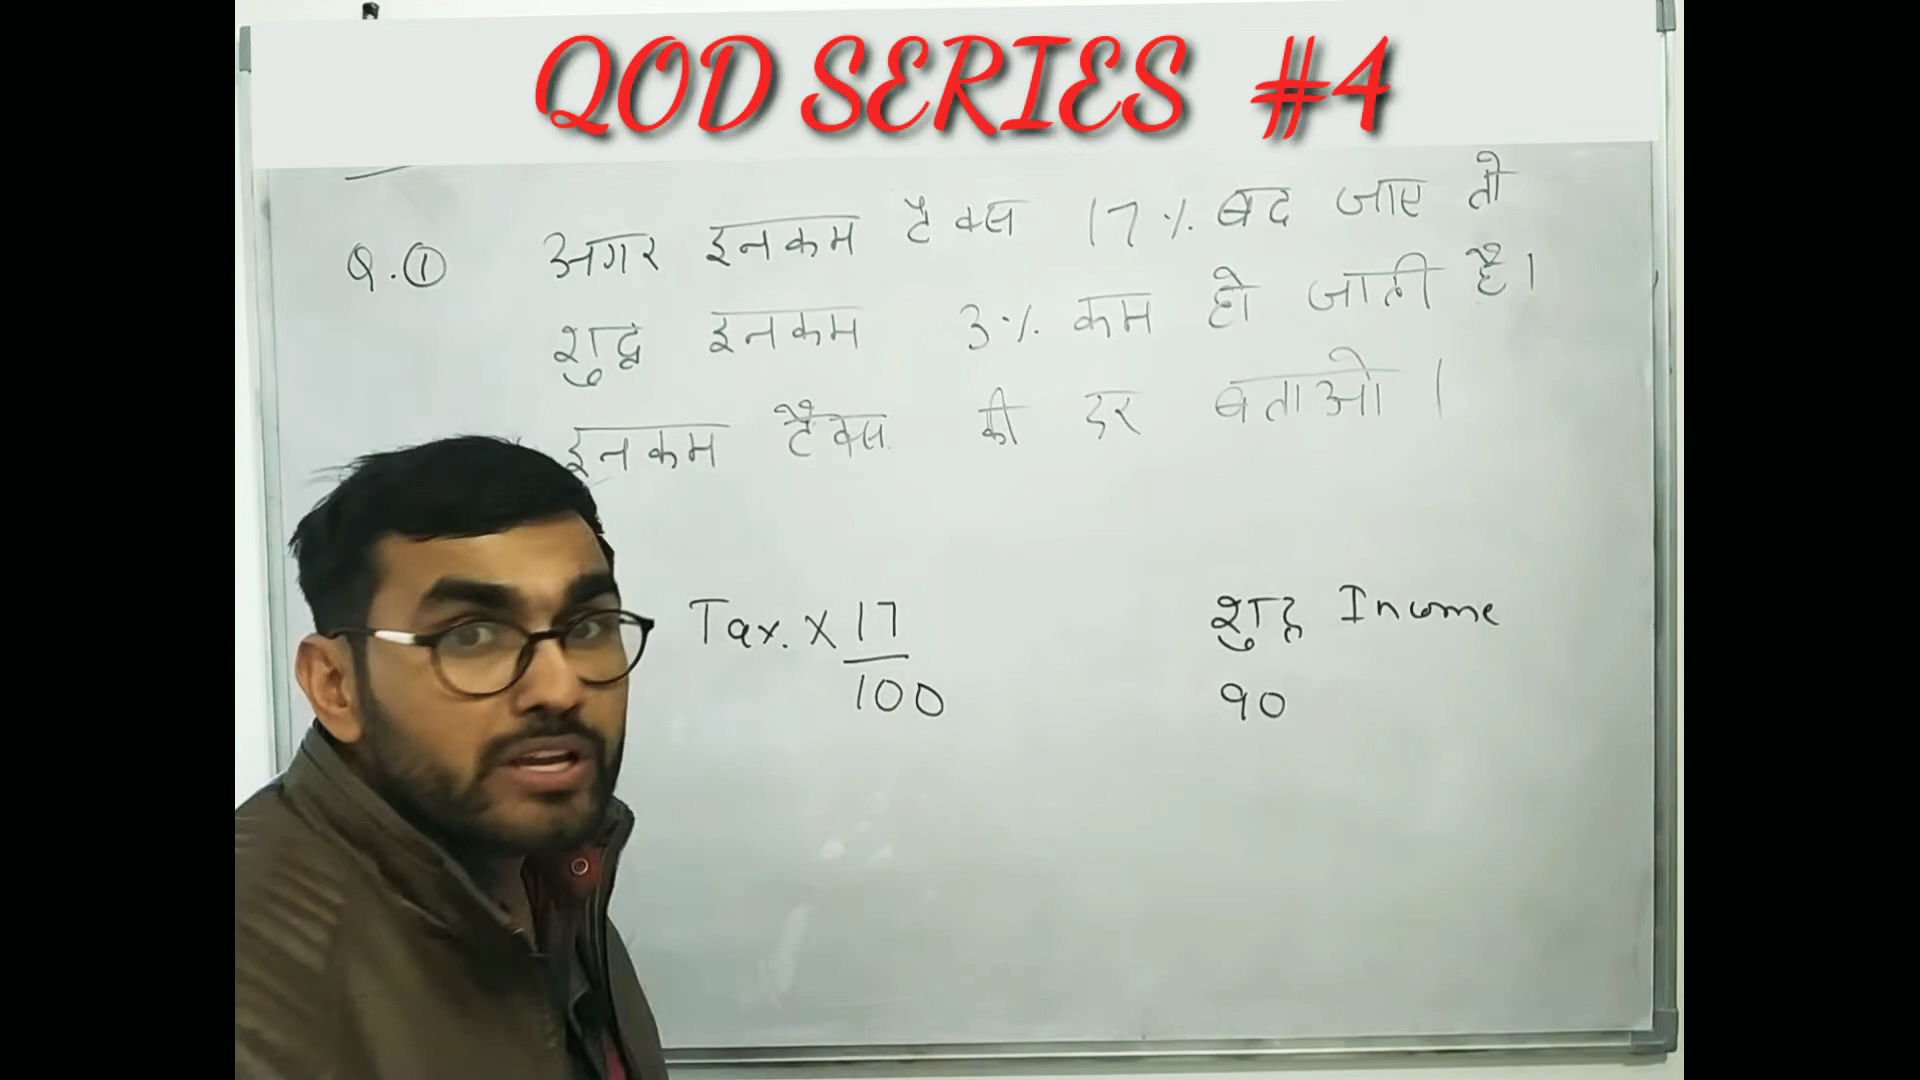 QOD SERIES #4
Q.① अगर इनकम टैक्स 17% बढ जाए तो
शुद्ध इनकम 3% कम हो जाती है।
इनकम टैक्स की दर बताओ।
Tax. X 17/100
शुद्ध Income
90